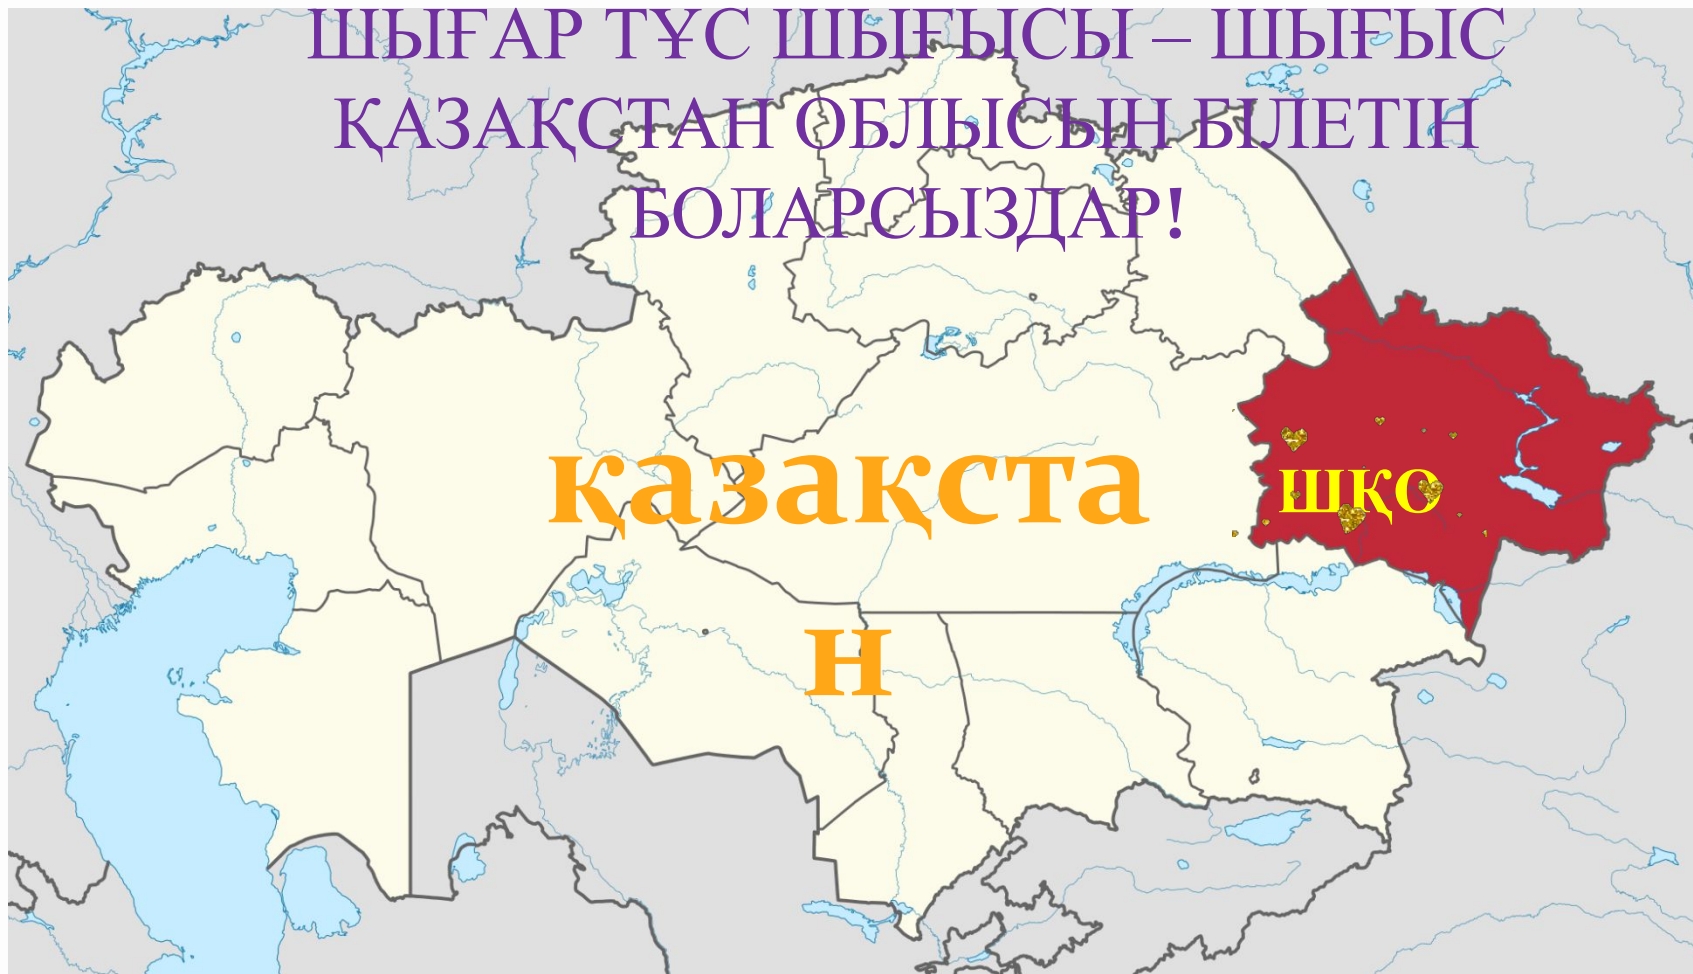 ШЫҒАР ТҰС ШЫҒЫСЫ – ШЫҒЫС
ҚАЗАҚСТАН ОБЛЫСЫН БІЛЕТІН
БОЛАРСЫЗДАР!
қазақста
н
ШҚО